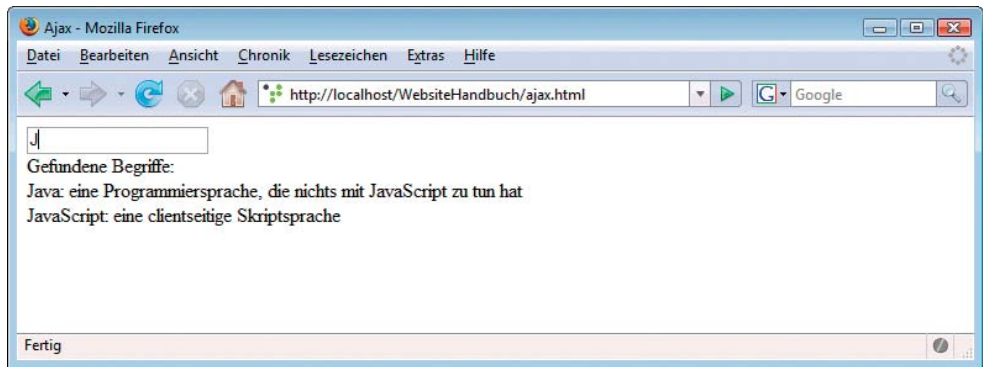 Ajax - Mozilla Firefox
Datei Bearbeiten Ansicht Chronik Lesezeichen Extras Hilfe
http://localhost/WebsiteHandbuch/ajax.html G Google
J
Gefundene Begriffe:
Java: eine Programmiersprache, die nichts mit JavaScript zu tun hat
JavaScript: eine clientseitige Skriptsprache
Fertig